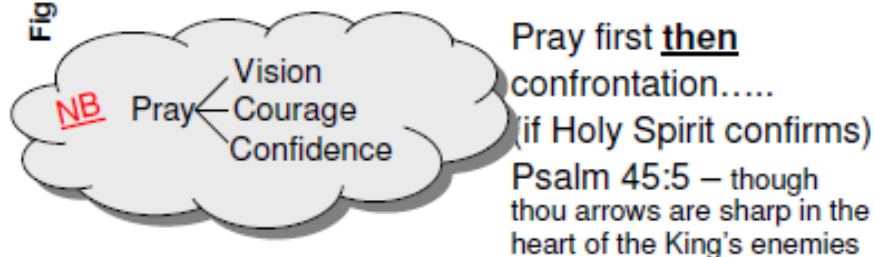 Fig
NB Pray
Vision
Courage
Confidence
Pray first then
confrontation…..
(if Holy Spirit confirms)
Psalm 45:5 – though
thou arrows are sharp in the
heart of the King's enemies